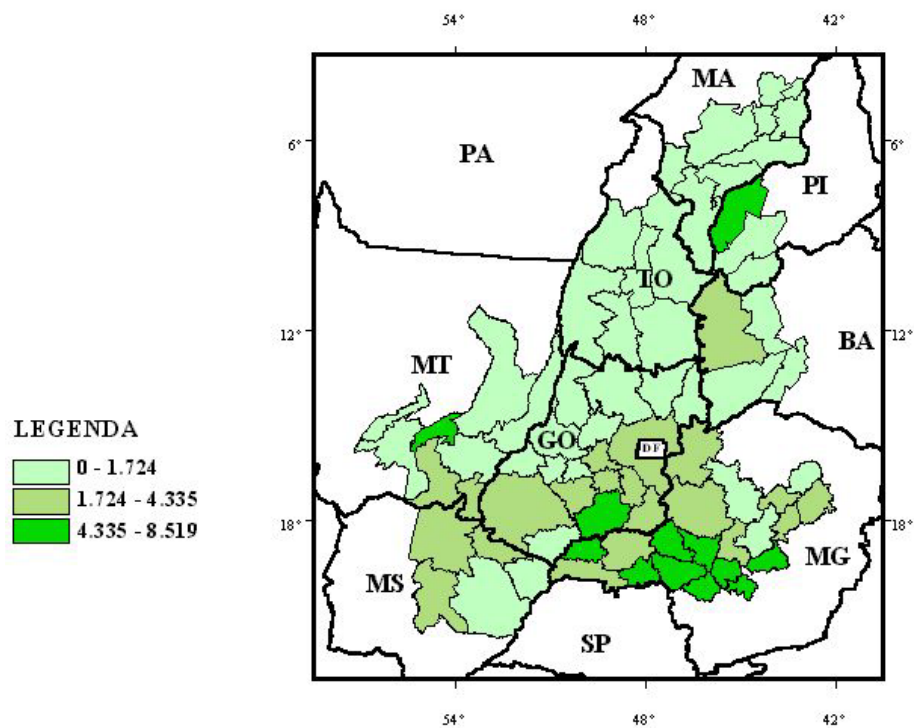 54° 48° 42°
MA
6° 6°
PA
PI
TO
12° 12°
BA
MT
LEGENDA
GO DF
0 - 1.724
1.724 - 4.335
4.335 - 8.519
18° 18°
MG
MS
SP
54° 48° 42°